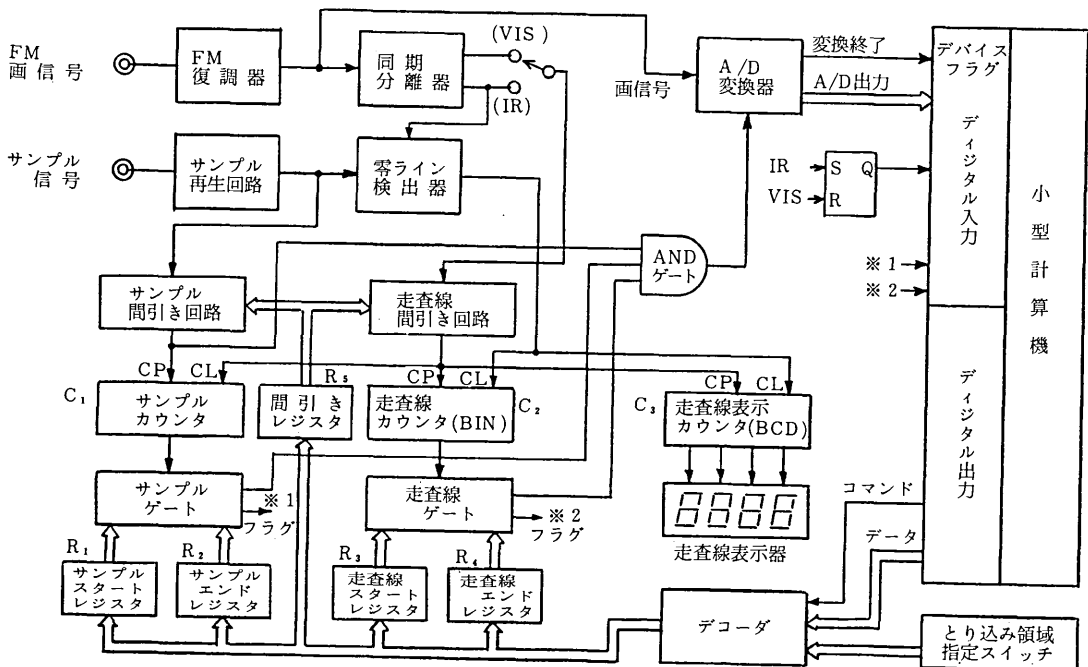 FM
画信号
FM
復調器
同期
分離器
(VIS)
(IR)
画信号
A/D
変換器
変換終了
A/D出力
デバイス
フラグ
ディジタル入力
小型計算機
サンプル
信号
サンプル
再生回路
零ライン
検出器
IR
VIS
S Q
R
※1
※2
AND
ゲート
サンプル
間引き回路
走査線
間引き回路
CP CL
C₁
サンプル
カウンタ
R₅
間引き
レジスタ
CP CL
走査線
カウンタ(BIN)
C₂
CP CL
C₃
走査線表示
カウンタ(BCD)
ディジタル出力
サンプル
ゲート
※1
フラグ
走査線
ゲート
※2
フラグ
走査線表示器
コマンド
データ
R₁
サンプル
スタート
レジスタ
R₂
サンプル
エンド
レジスタ
R₃
走査線
スタート
レジスタ
R₄
走査線
エンド
レジスタ
デコーダ
とり込み領域
指定スイッチ